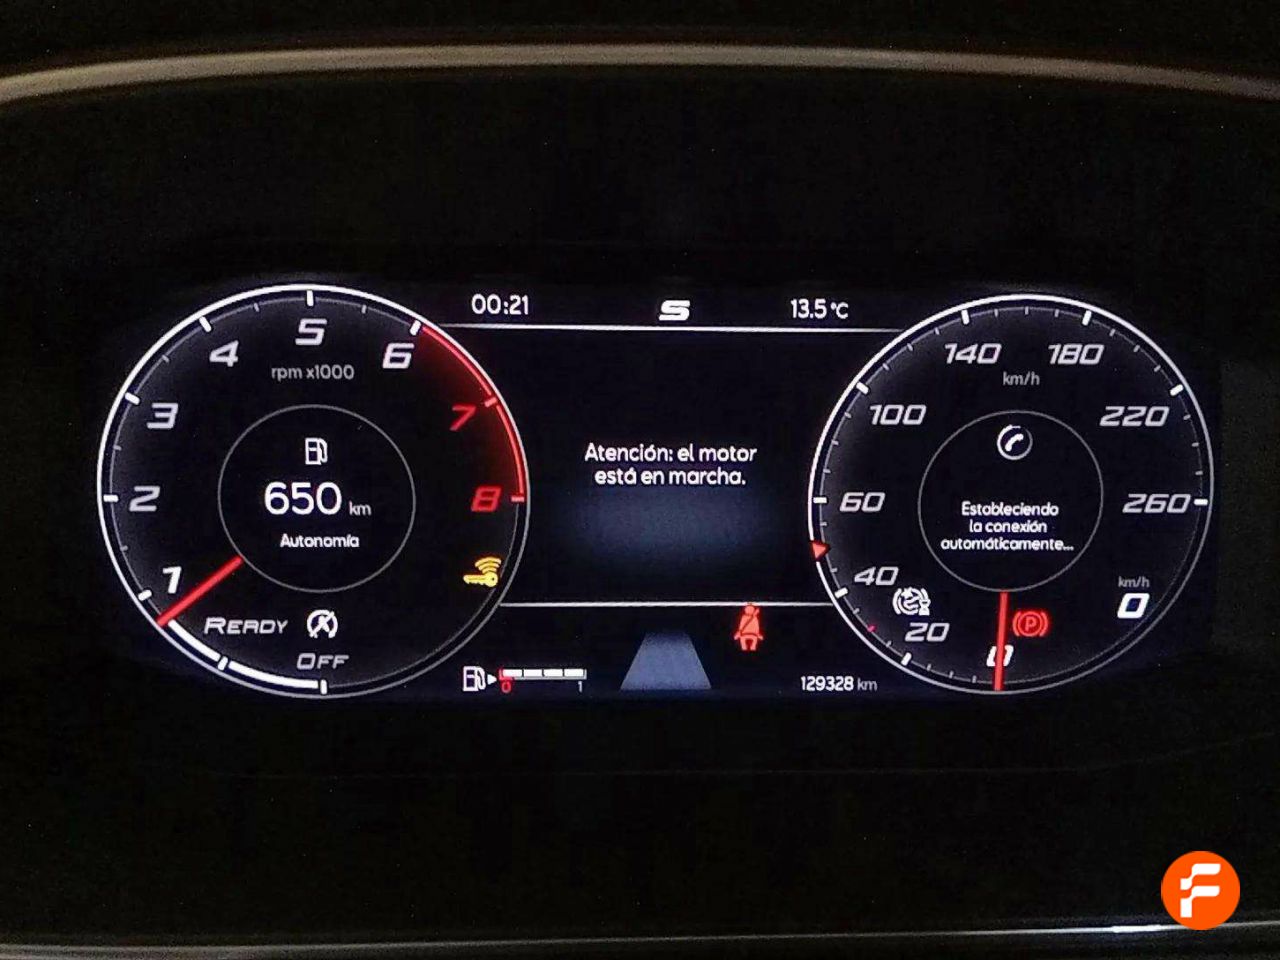 00:21
13.5 °C
5
4
6
rpm x1000
3
7
650 km
2
8
Autonomía
1
READY
OFF
Atención: el motor
está en marcha.
0
1
129328 km
140
180
km/h
100
220
60
260
Estableciendo
la conexión
automáticamente...
40
km/h
0
20
P
0